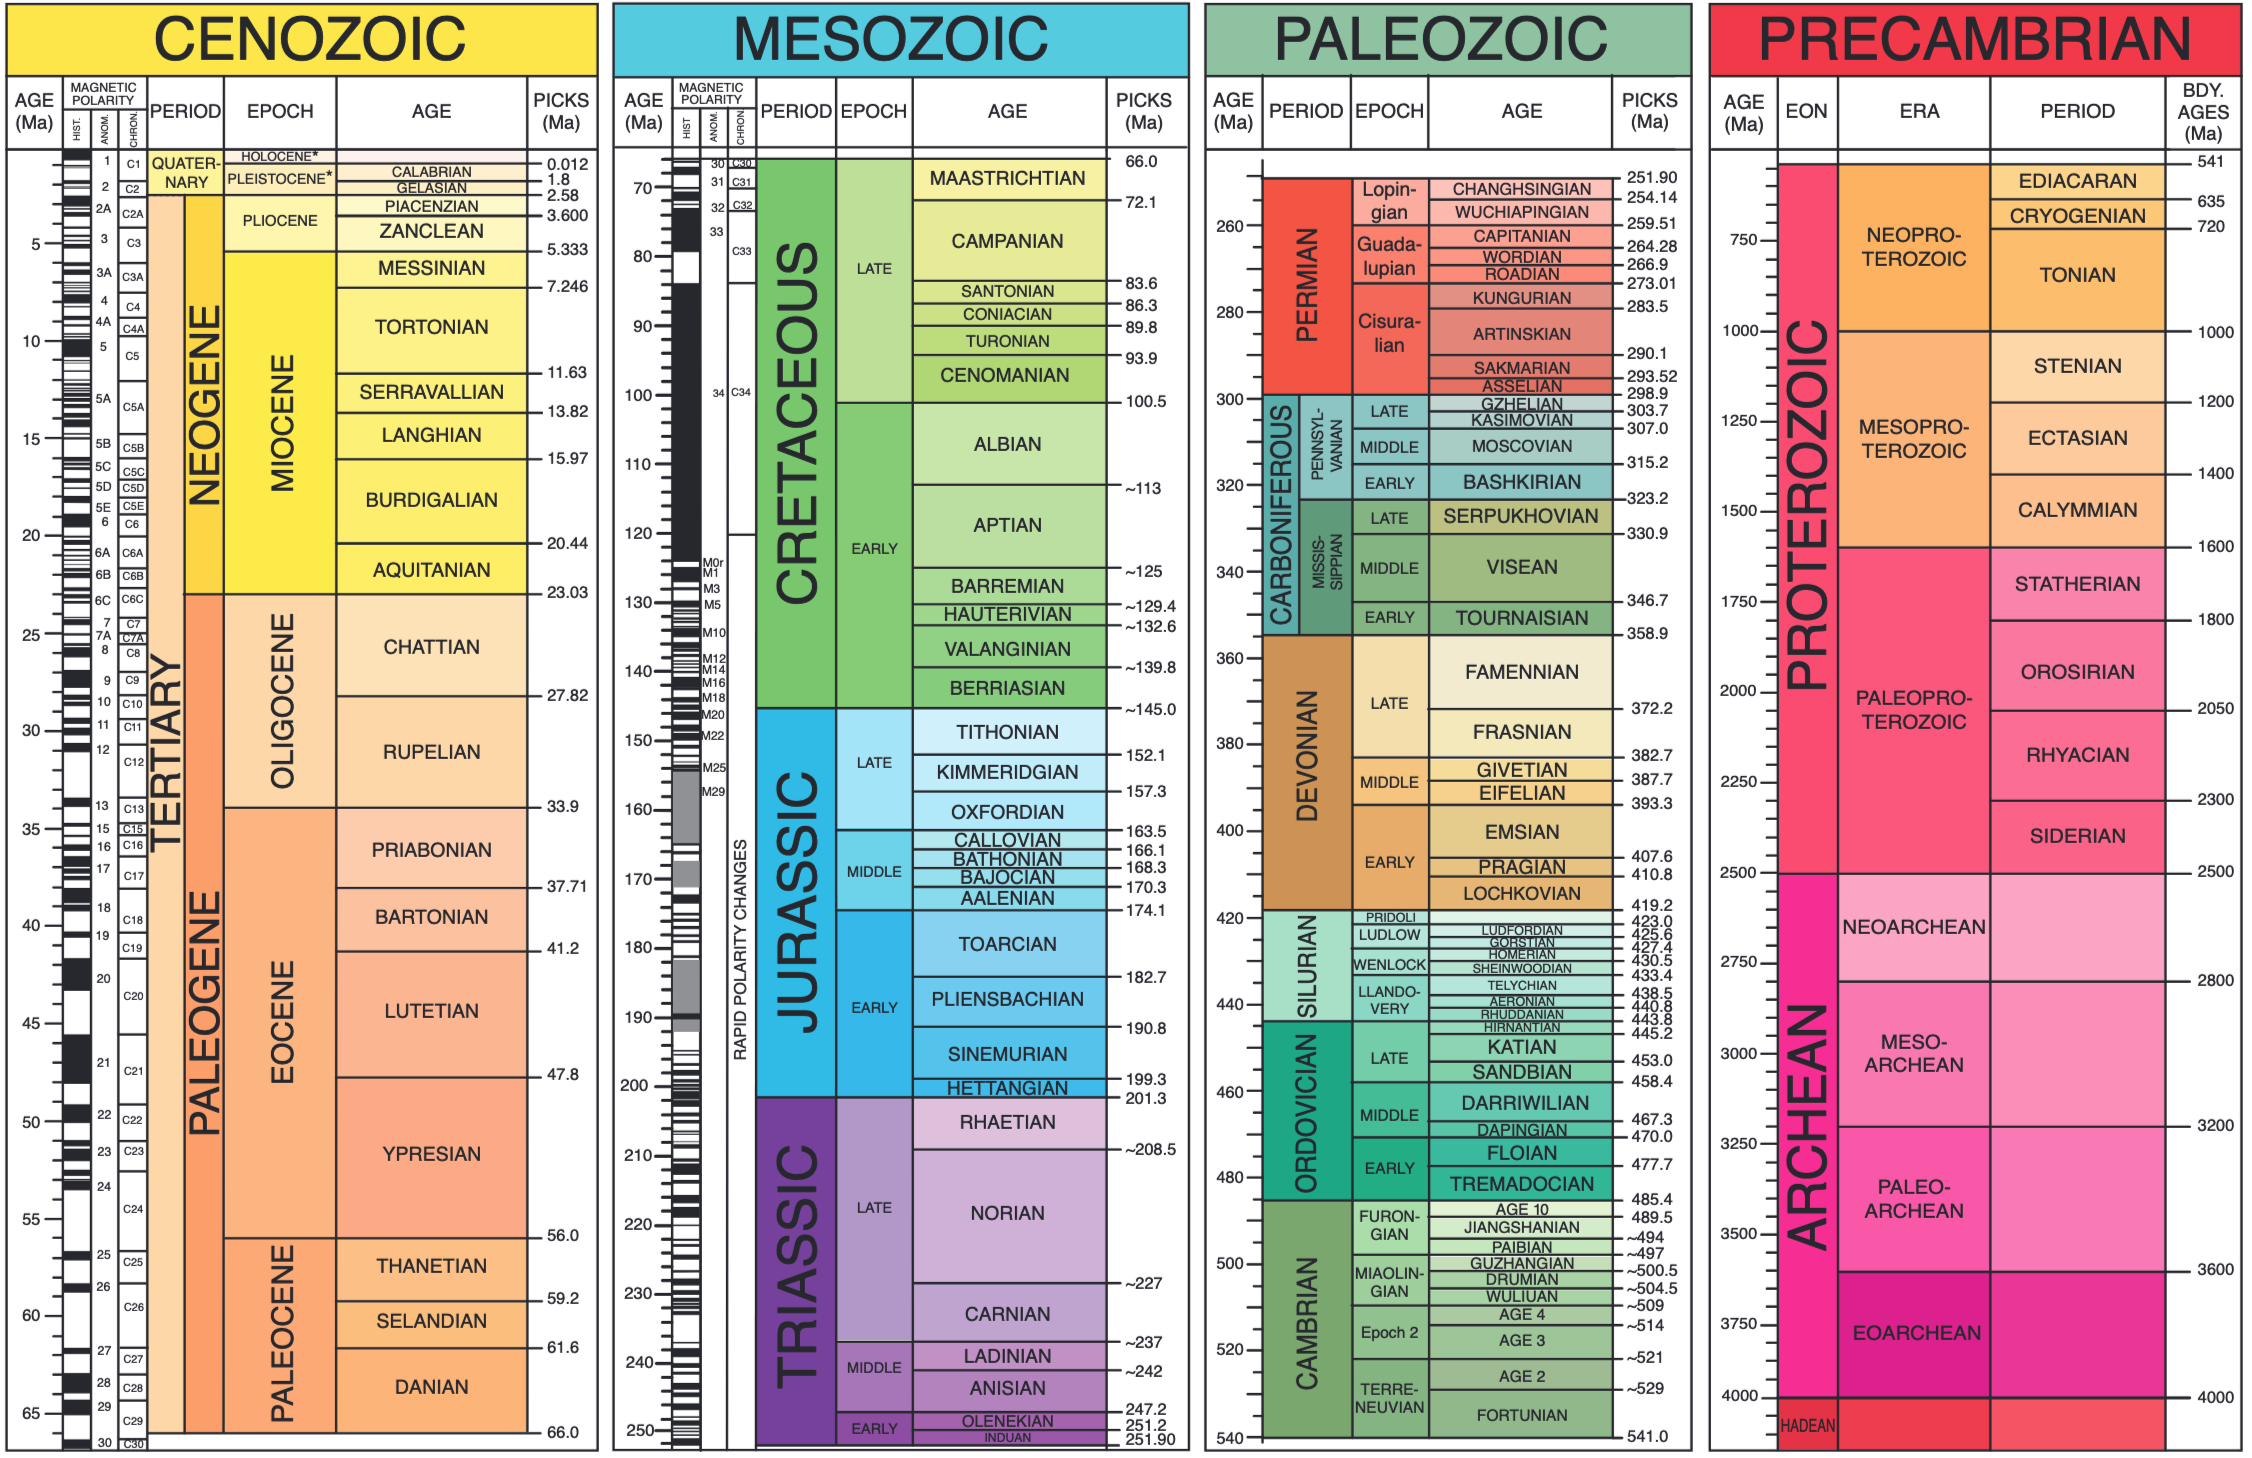 CENOZOIC
AGE
(Ma)
MAGNETIC
POLARITY
HIST.
ANOM.
CHRON.
PERIOD
EPOCH
AGE
PICKS
(Ma)
5
10
15
20
25
30
35
40
45
50
55
60
65
1
2
2A
3
3A
4
4A
5
5A
5B
5C
5D
5E
6
6A
6B
6C
7
7A
8
9
10
11
12
13
15
16
17
18
19
20
21
22
23
24
25
26
27
28
29
30
C1
C2
C2A
C3
C3A
C4
C4A
C5
C5A
C5B
C5C
C5D
C5E
C6
C6A
C6B
C6C
C7
C7A
C8
C9
C10
C11
C12
C13
C15
C16
C17
C18
C19
C20
C21
C22
C23
C24
C25
C26
C27
C28
C29
C30
QUATER-
NARY
TERTIARY
NEOGENE
PALEOGENE
HOLOCENE*
PLEISTOCENE*
PLIOCENE
MIOCENE
OLIGOCENE
EOCENE
PALEOCENE
CALABRIAN
GELASIAN
PIACENZIAN
ZANCLEAN
MESSINIAN
TORTONIAN
SERRAVALLIAN
LANGHIAN
BURDIGALIAN
AQUITANIAN
CHATTIAN
RUPELIAN
PRIABONIAN
BARTONIAN
LUTETIAN
YPRESIAN
THANETIAN
SELANDIAN
DANIAN
0.012
1.8
2.58
3.600
5.333
7.246
11.63
13.82
15.97
20.44
23.03
27.82
33.9
37.71
41.2
47.8
56.0
59.2
61.6
66.0
MESOZOIC
AGE
(Ma)
MAGNETIC
POLARITY
HIST
ANOM.
CHRON.
PERIOD
EPOCH
AGE
PICKS
(Ma)
70
80
90
100
110
120
130
140
150
160
170
180
190
200
210
220
230
240
250
30
31
32
33
34
M0r
M1
M3
M5
M10
M12
M14
M16
M18
M20
M22
M25
M29
C30
C31
C32
C33
C34
RAPID POLARITY CHANGES
CRETACEOUS
JURASSIC
TRIASSIC
LATE
EARLY
LATE
MIDDLE
EARLY
LATE
MIDDLE
EARLY
MAASTRICHTIAN
CAMPANIAN
SANTONIAN
CONIACIAN
TURONIAN
CENOMANIAN
ALBIAN
APTIAN
BARREMIAN
HAUTERIVIAN
VALANGINIAN
BERRIASIAN
TITHONIAN
KIMMERIDGIAN
OXFORDIAN
CALLOVIAN
BATHONIAN
BAJOCIAN
AALENIAN
TOARCIAN
PLIENSBACHIAN
SINEMURIAN
HETTANGIAN
RHAETIAN
NORIAN
CARNIAN
LADINIAN
ANISIAN
OLENEKIAN
INDUAN
66.0
72.1
83.6
86.3
89.8
93.9
100.5
~113
~125
~129.4
~132.6
~139.8
~145.0
152.1
157.3
163.5
166.1
168.3
170.3
174.1
182.7
190.8
199.3
201.3
~208.5
~227
~237
~242
247.2
251.2
251.90
PALEOZOIC
AGE
(Ma)
PERIOD
EPOCH
AGE
PICKS
(Ma)
260
280
300
320
340
360
380
400
420
440
460
480
500
520
540
PERMIAN
CARBONIFEROUS
PENNSYL-
VANIAN
MISSIS-
SIPPIAN
DEVONIAN
SILURIAN
ORDOVICIAN
CAMBRIAN
Lopin-
gian
Guada-
lupian
Cisura-
lian
LATE
MIDDLE
EARLY
LATE
MIDDLE
EARLY
LATE
MIDDLE
EARLY
PRIDOLI
LUDLOW
WENLOCK
LLANDO-
VERY
LATE
MIDDLE
EARLY
FURON-
GIAN
MIAOLIN-
GIAN
Epoch 2
TERRE-
NEUVIAN
CHANGHSINGIAN
WUCHIAPINGIAN
CAPITANIAN
WORDIAN
ROADIAN
KUNGURIAN
ARTINSKIAN
SAKMARIAN
ASSELIAN
GZHELIAN
KASIMOVIAN
MOSCOVIAN
BASHKIRIAN
SERPUKHOVIAN
VISEAN
TOURNAISIAN
FAMENNIAN
FRASNIAN
GIVETIAN
EIFELIAN
EMSIAN
PRAGIAN
LOCHKOVIAN
LUDFORDIAN
GORSTIAN
HOMERIAN
SHEINWOODIAN
TELYCHIAN
AERONIAN
RHUDDANIAN
HIRNANTIAN
KATIAN
SANDBIAN
DARRIWILIAN
DAPINGIAN
FLOIAN
TREMADOCIAN
AGE 10
JIANGSHANIAN
PAIBIAN
GUZHANGIAN
DRUMIAN
WULIUAN
AGE 4
AGE 3
AGE 2
FORTUNIAN
251.90
254.14
259.51
264.28
266.9
273.01
283.5
290.1
293.52
298.9
303.7
307.0
315.2
323.2
330.9
346.7
358.9
372.2
382.7
387.7
393.3
407.6
410.8
419.2
423.0
425.6
427.4
430.5
433.4
438.5
440.8
443.8
445.2
453.0
458.4
467.3
470.0
477.7
485.4
489.5
~494
~497
~500.5
~504.5
~509
~514
~521
~529
541.0
PRECAMBRIAN
AGE
(Ma)
EON
ERA
PERIOD
BDY.
AGES
(Ma)
750
1000
1250
1500
1750
2000
2250
2500
2750
3000
3250
3500
3750
4000
PROTEROZOIC
ARCHEAN
HADEAN
NEOPRO-
TEROZOIC
MESOPRO-
TEROZOIC
PALEOPRO-
TEROZOIC
NEOARCHEAN
MESO-
ARCHEAN
PALEO-
ARCHEAN
EOARCHEAN
EDIACARAN
CRYOGENIAN
TONIAN
STENIAN
ECTASIAN
CALYMMIAN
STATHERIAN
OROSIRIAN
RHYACIAN
SIDERIAN
541
635
720
1000
1200
1400
1600
1800
2050
2300
2500
2800
3200
3600
4000